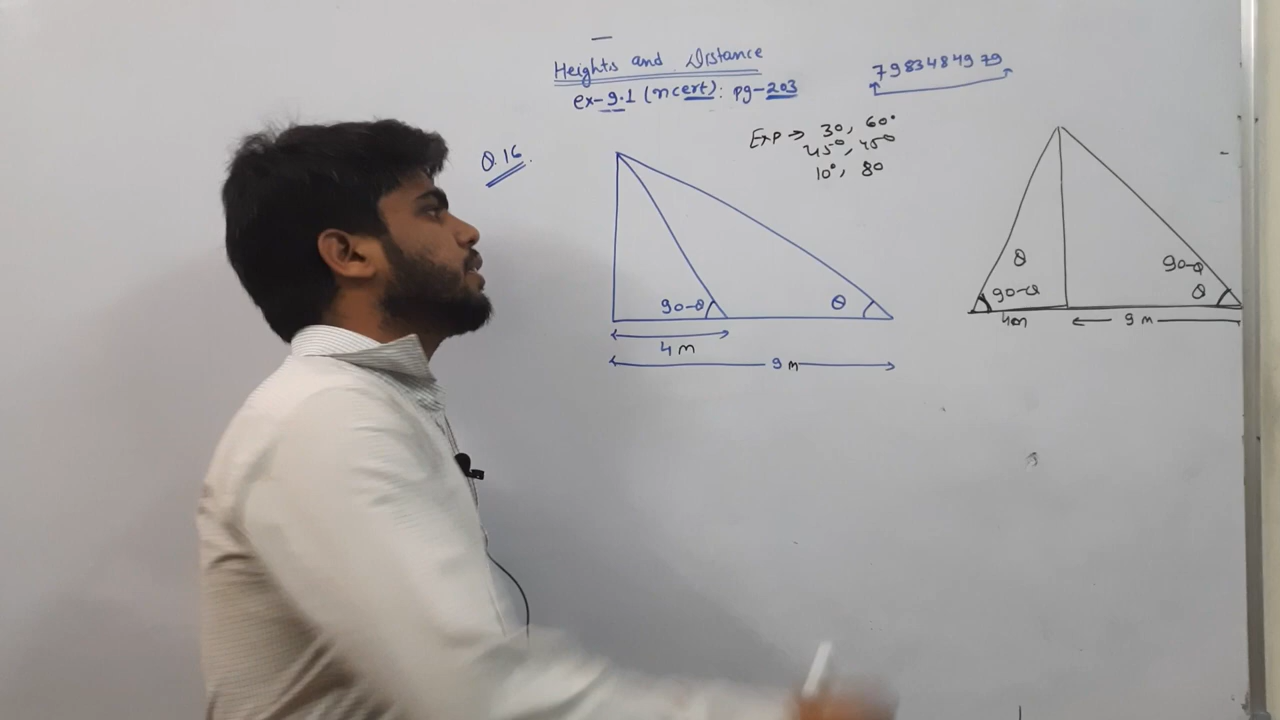 Heights and Distance
ex-9.1 (ncert): pg-203
7983484979
Q.16
Exp → 30, 60°
45°, 45°
10°, 80
90-θ
θ
4 m
9 m
θ
90-θ
90-θ
θ
4m
9 m